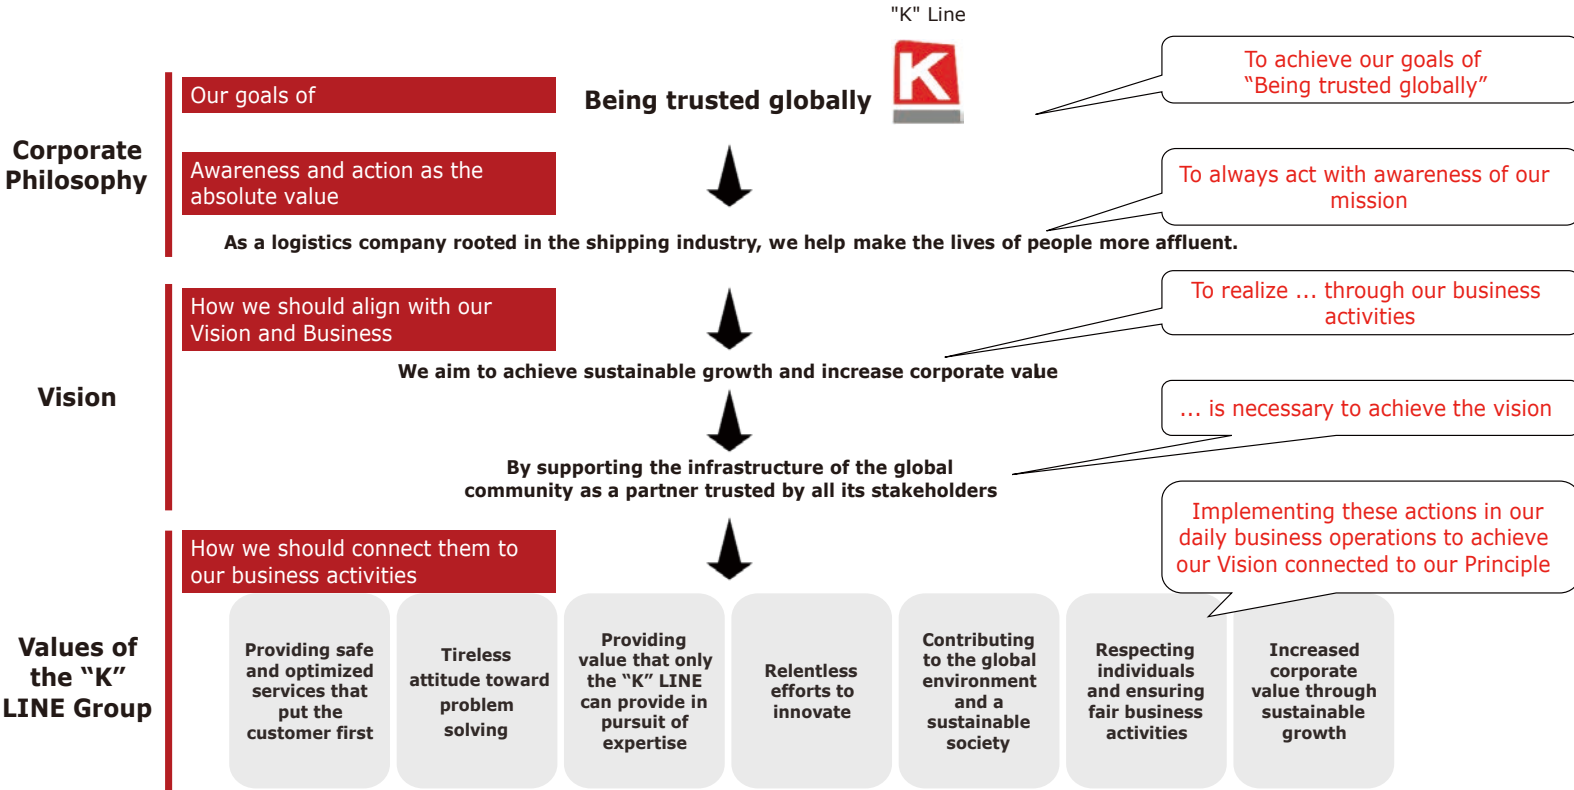 "K" Line
K
To achieve our goals of
“Being trusted globally”
Our goals of
Being trusted globally
Corporate
Philosophy
Awareness and action as the
absolute value
To always act with awareness of our
mission
As a logistics company rooted in the shipping industry, we help make the lives of people more affluent.
How we should align with our
Vision and Business
To realize ... through our business
activities
We aim to achieve sustainable growth and increase corporate value
Vision
... is necessary to achieve the vision
By supporting the infrastructure of the global
community as a partner trusted by all its stakeholders
Implementing these actions in our
daily business operations to achieve
our Vision connected to our Principle
How we should connect them to
our business activities
Values of
the “K”
LINE Group
Providing safe
and optimized
services that
put the
customer first
Tireless
attitude toward
problem
solving
Providing
value that only
the “K” LINE
can provide in
pursuit of
expertise
Relentless
efforts to
innovate
Contributing
to the global
environment
and a
sustainable
society
Respecting
individuals
and ensuring
fair business
activities
Increased
corporate
value through
sustainable
growth